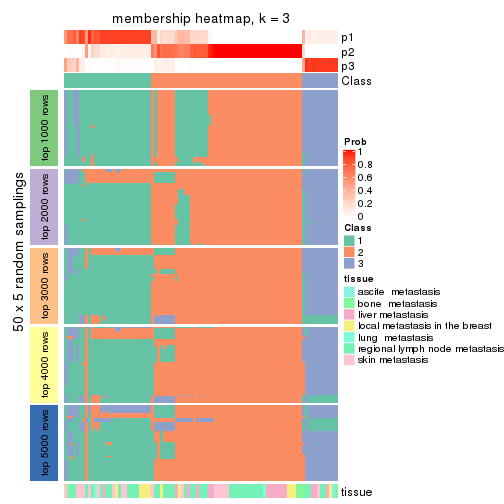 membership heatmap, k = 3
p1
p2
p3
Class
50 x 5 random samplings
top 1000 rows
top 2000 rows
top 3000 rows
top 4000 rows
top 5000 rows
Prob
1
0.8
0.6
0.4
0.2
0
Class
1
2
3
tissue
ascite metastasis
bone metastasis
liver metastasis
local metastasis in the breast
lung metastasis
regional lymph node metastasis
skin metastasis
tissue